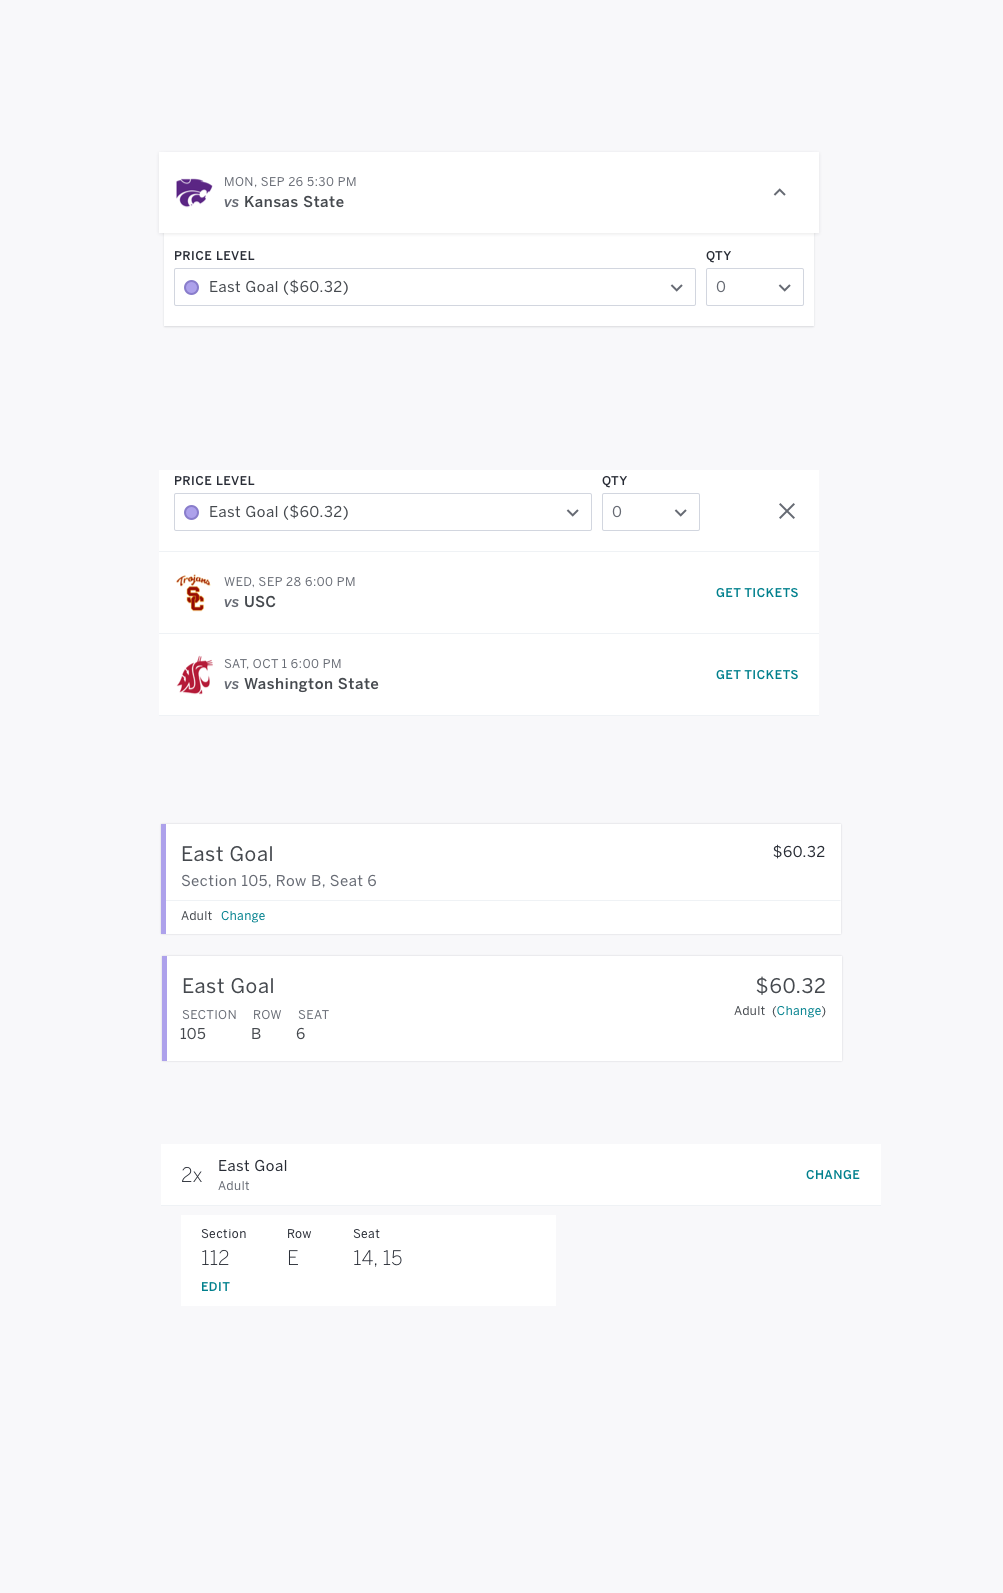 MON, SEP 26 5:30 PM
vs Kansas State
PRICE LEVEL QTY
East Goal ($60.32) 0
PRICE LEVEL QTY
East Goal ($60.32) 0
Trojans
SC
WED, SEP 28 6:00 PM
vs USC
GET TICKETS
SAT, OCT 1 6:00 PM
vs Washington State
GET TICKETS
East Goal $60.32
Section 105, Row B, Seat 6
Adult Change
East Goal $60.32
Adult (Change)
SECTION ROW SEAT
105 B 6
2x East Goal
Adult
CHANGE
Section Row Seat
112 E 14, 15
EDIT